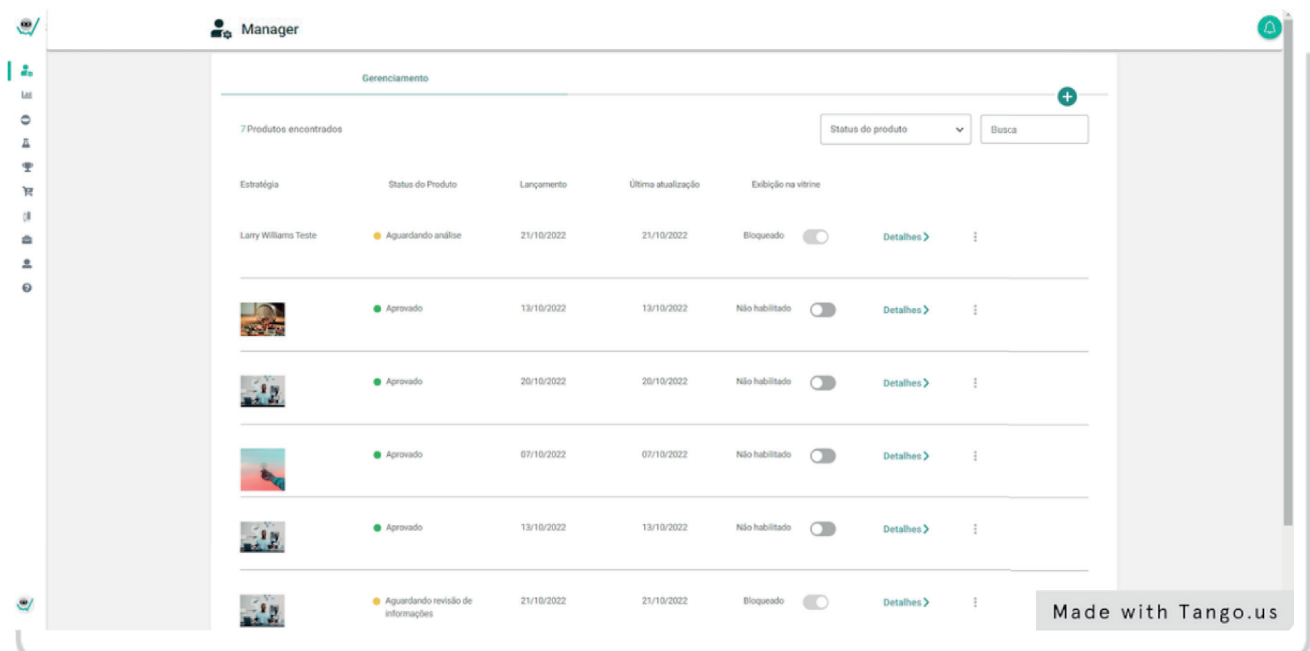 Manager
Gerenciamento
7 Produtos encontrados
Status do produto
Busca
Estratégia Status do Produto Lançamento Última atualização Exibição na vitrine
Larry Williams Teste Aguardando análise 21/10/2022 21/10/2022 Bloqueado Detalhes
Aprovado 13/10/2022 13/10/2022 Não habilitado Detalhes
Aprovado 20/10/2022 20/10/2022 Não habilitado Detalhes
Aprovado 07/10/2022 07/10/2022 Não habilitado Detalhes
Aprovado 13/10/2022 13/10/2022 Não habilitado Detalhes
Aguardando revisão de 21/10/2022 21/10/2022 Bloqueado Detalhes
informações
Made with Tango.us